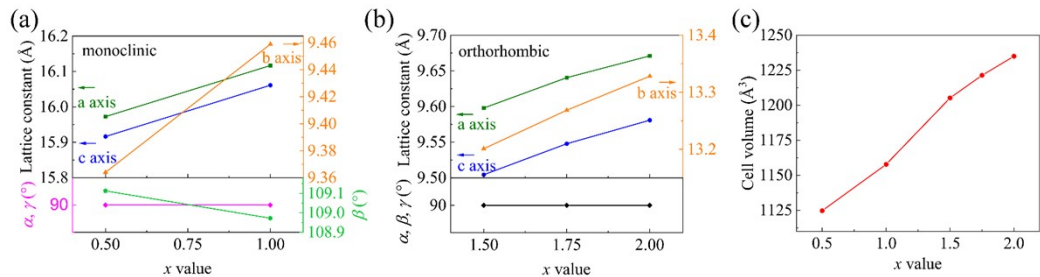 (a)
monoclinic
Lattice constant (Å)
16.2
16.1
16.0
15.9
15.8
a axis
c axis
b axis
9.46
9.44
9.42
9.40
9.38
9.36
α, γ (°)
90
109.1
109.0
108.9
β (°)
0.50 0.75 1.00
x value
(b)
orthorhombic
Lattice constant (Å)
9.70
9.65
9.60
9.55
9.50
a axis
c axis
b axis
13.4
13.3
13.2
α, β, γ (°)
90
1.50 1.75 2.00
x value
(c)
Cell volume (Å³)
1250
1225
1200
1175
1150
1125
0.5 1.0 1.5 2.0
x value